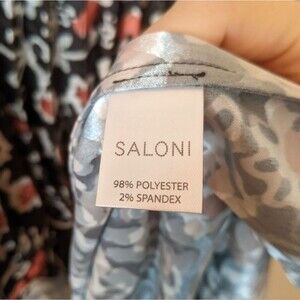 SALONI
98% POLYESTER
2% SPANDEX